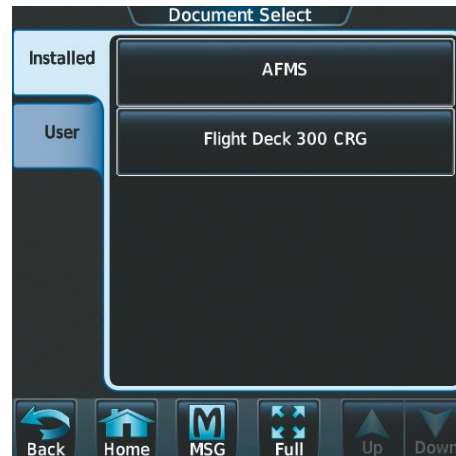 Document Select
Installed
AFMS
User
Flight Deck 300 CRG
Back
Home
MSG
Full
Up
Down